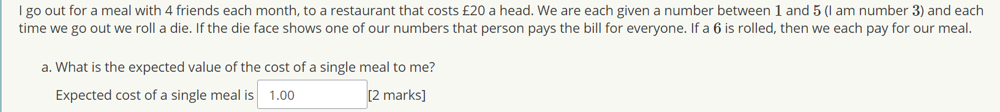 I go out for a meal with 4 friends each month, to a restaurant that costs £20 a head. We are each given a number between 1 and 5 (I am number 3) and each
time we go out we roll a die. If the die face shows one of our numbers that person pays the bill for everyone. If a 6 is rolled, then we each pay for our meal.
a. What is the expected value of the cost of a single meal to me?
Expected cost of a single meal is 1.00 [2 marks]